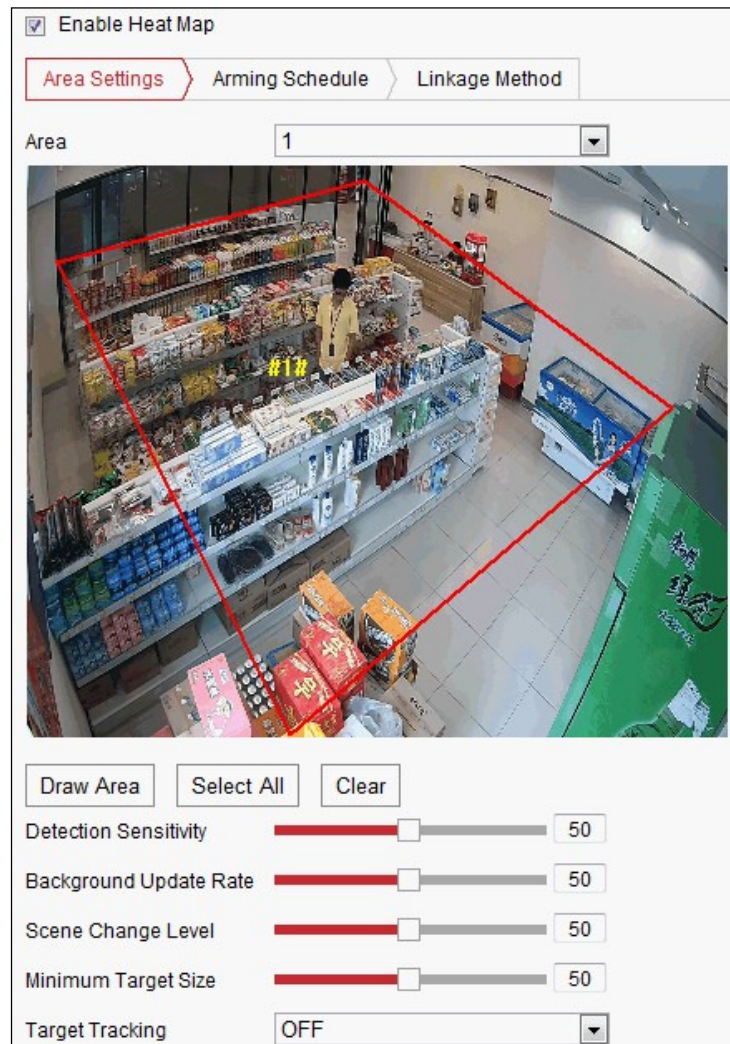 Enable Heat Map
Area Settings
Arming Schedule
Linkage Method
Area
1
#1#
Draw Area
Select All
Clear
Detection Sensitivity
50
Background Update Rate
50
Scene Change Level
50
Minimum Target Size
50
Target Tracking
OFF